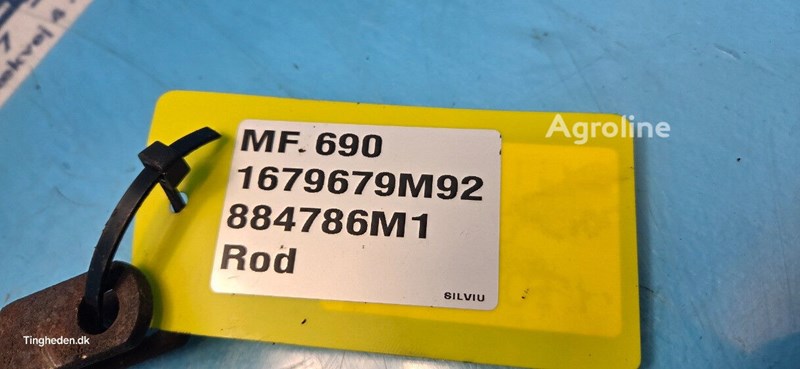 Agroline
MF. 690
1679679M92
884786M1
Rod
SILVIU
Tingheden.dk